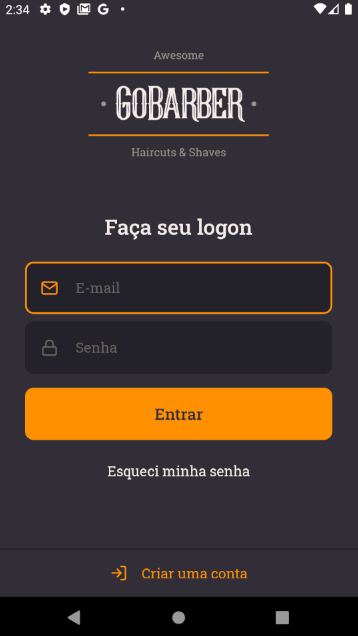 2:34
Awesome
GOBARBER
Haircuts & Shaves
Faça seu logon
E-mail
Senha
Entrar
Esqueci minha senha
Criar uma conta